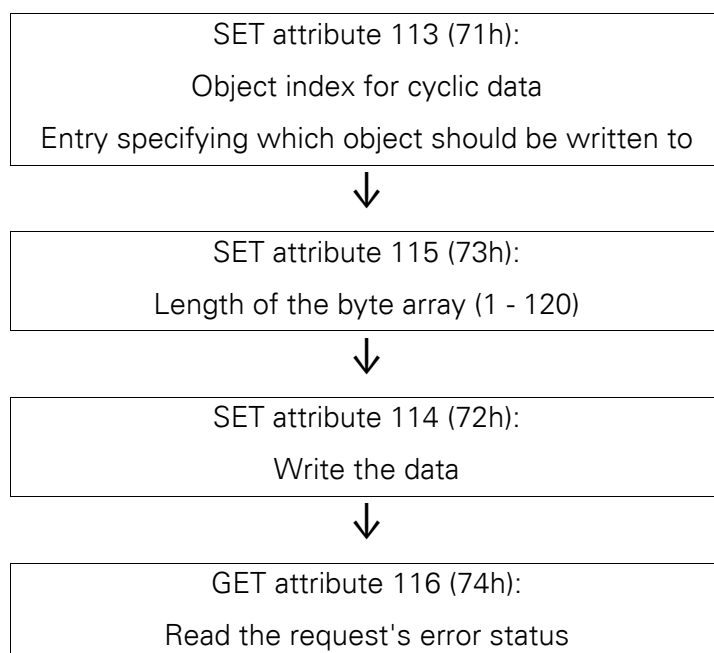 SET attribute 113 (71h):
Object index for cyclic data
Entry specifying which object should be written to
SET attribute 115 (73h):
Length of the byte array (1 - 120)
SET attribute 114 (72h):
Write the data
GET attribute 116 (74h):
Read the request's error status